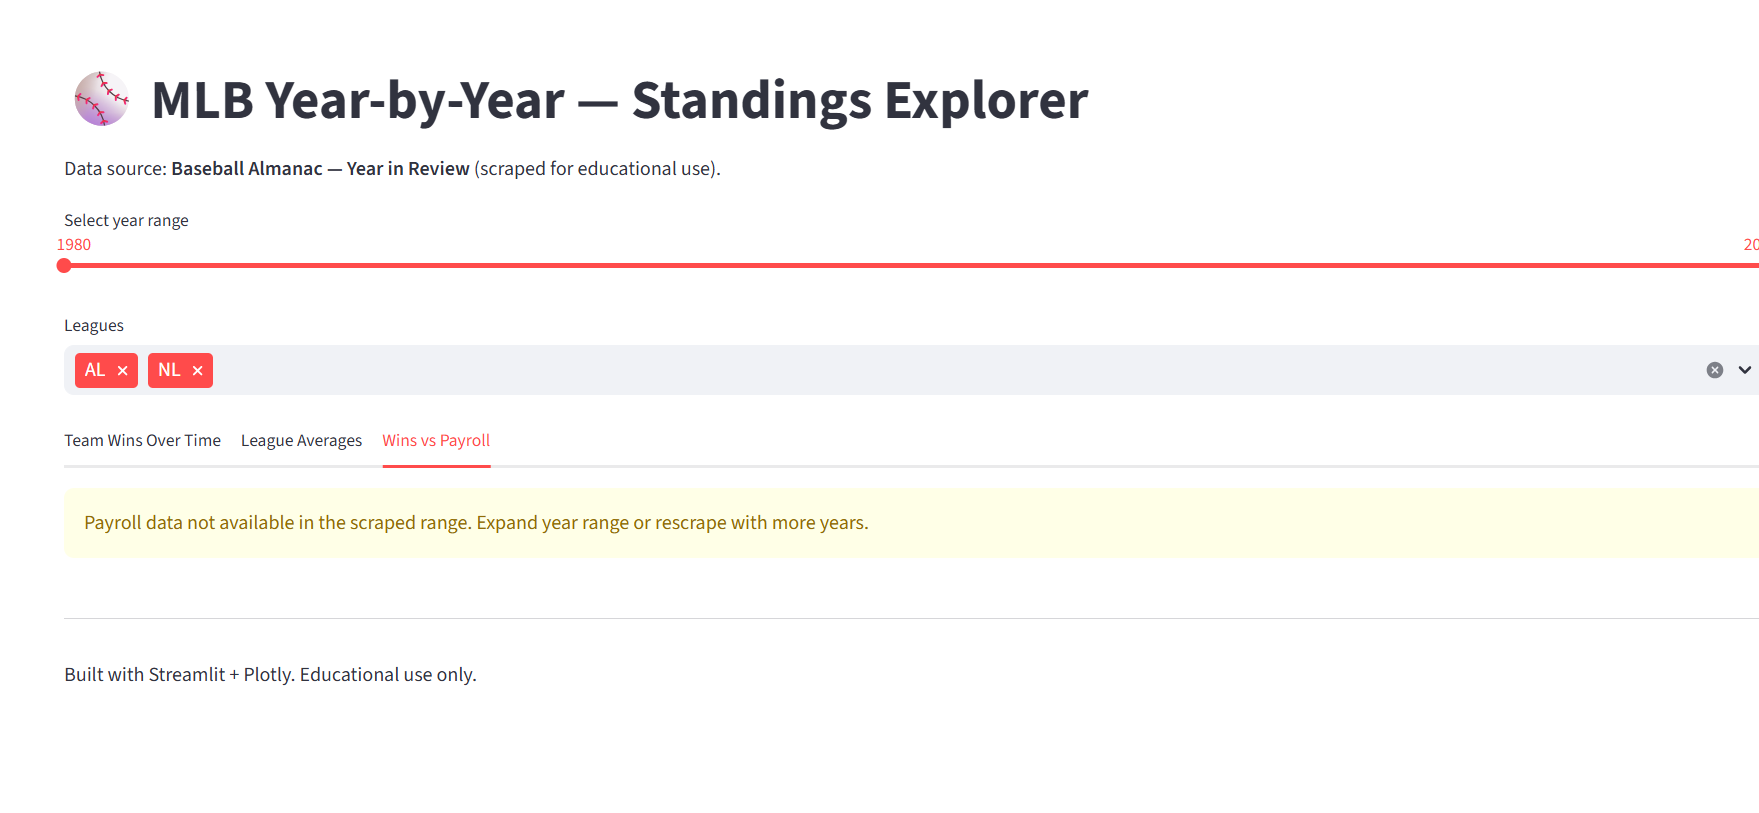 MLB Year-by-Year — Standings Explorer
Data source: Baseball Almanac — Year in Review (scraped for educational use).
Select year range
1980
20
Leagues
AL
NL
Team Wins Over Time League Averages Wins vs Payroll
Payroll data not available in the scraped range. Expand year range or rescrape with more years.
Built with Streamlit + Plotly. Educational use only.